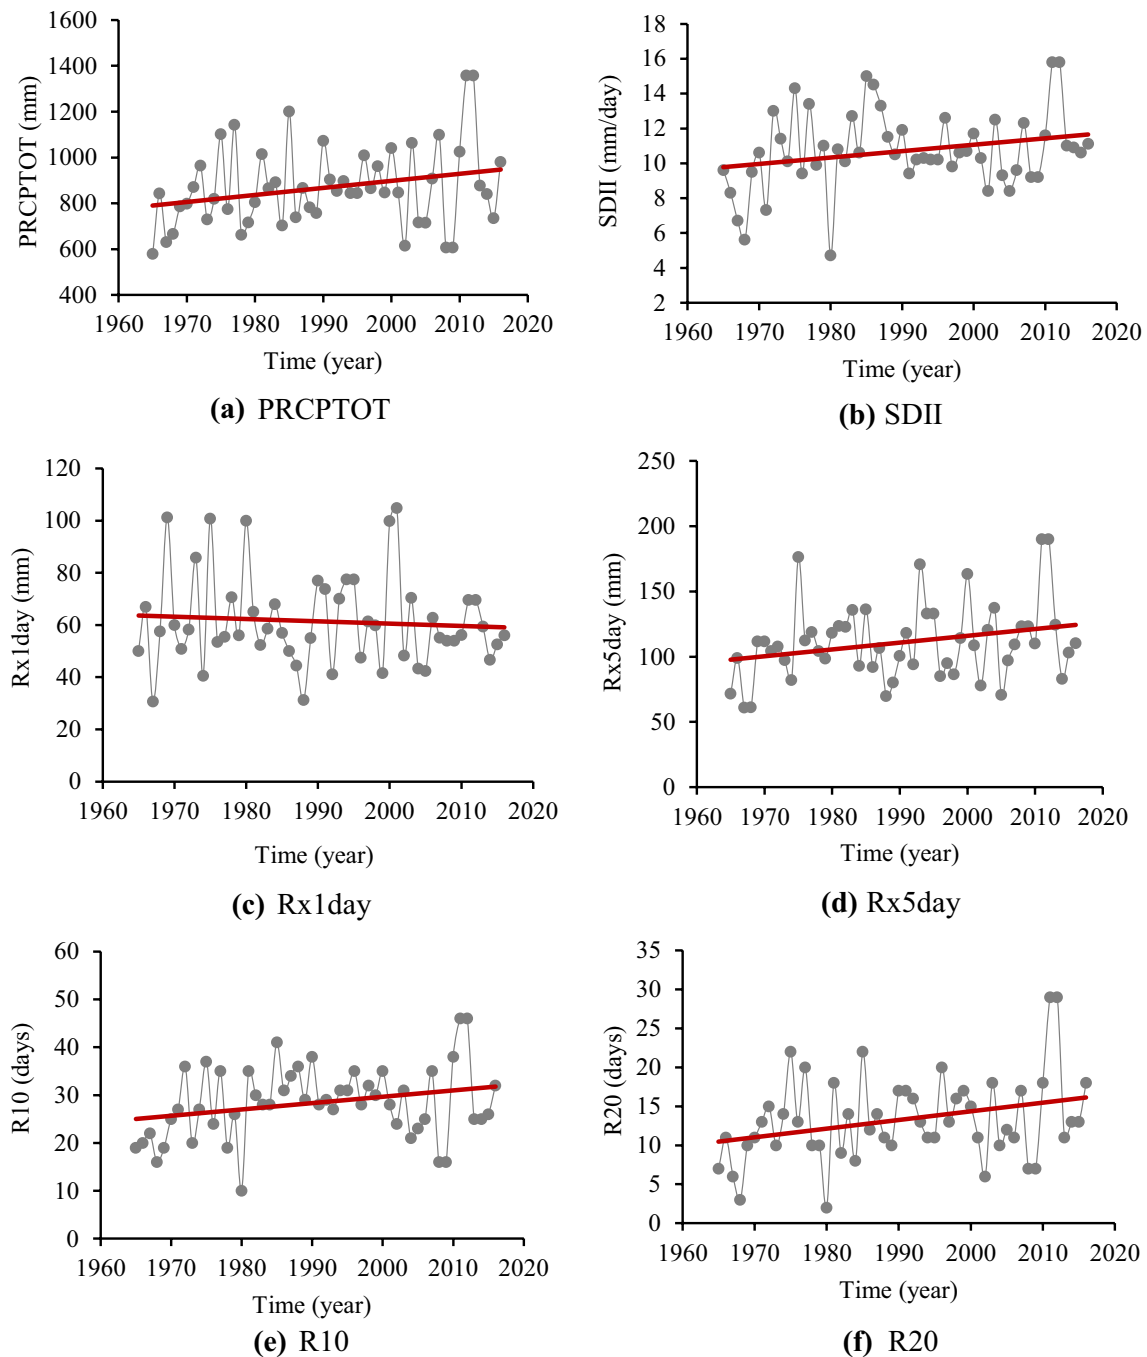 1600
1400
1200
1000
800
600
400
PRCPTOT (mm)
1960 1970 1980 1990 2000 2010 2020
Time (year)
(a) PRCPTOT
18
16
14
12
10
8
6
4
2
SDII (mm/day)
1960 1970 1980 1990 2000 2010 2020
Time (year)
(b) SDII
120
100
80
60
40
20
0
Rx1day (mm)
1960 1970 1980 1990 2000 2010 2020
Time (year)
(c) Rx1day
250
200
150
100
50
0
Rx5day (mm)
1960 1970 1980 1990 2000 2010 2020
Time (year)
(d) Rx5day
60
50
40
30
20
10
0
R10 (days)
1960 1970 1980 1990 2000 2010 2020
Time (year)
(e) R10
35
30
25
20
15
10
5
0
R20 (days)
1960 1970 1980 1990 2000 2010 2020
Time (year)
(f) R20